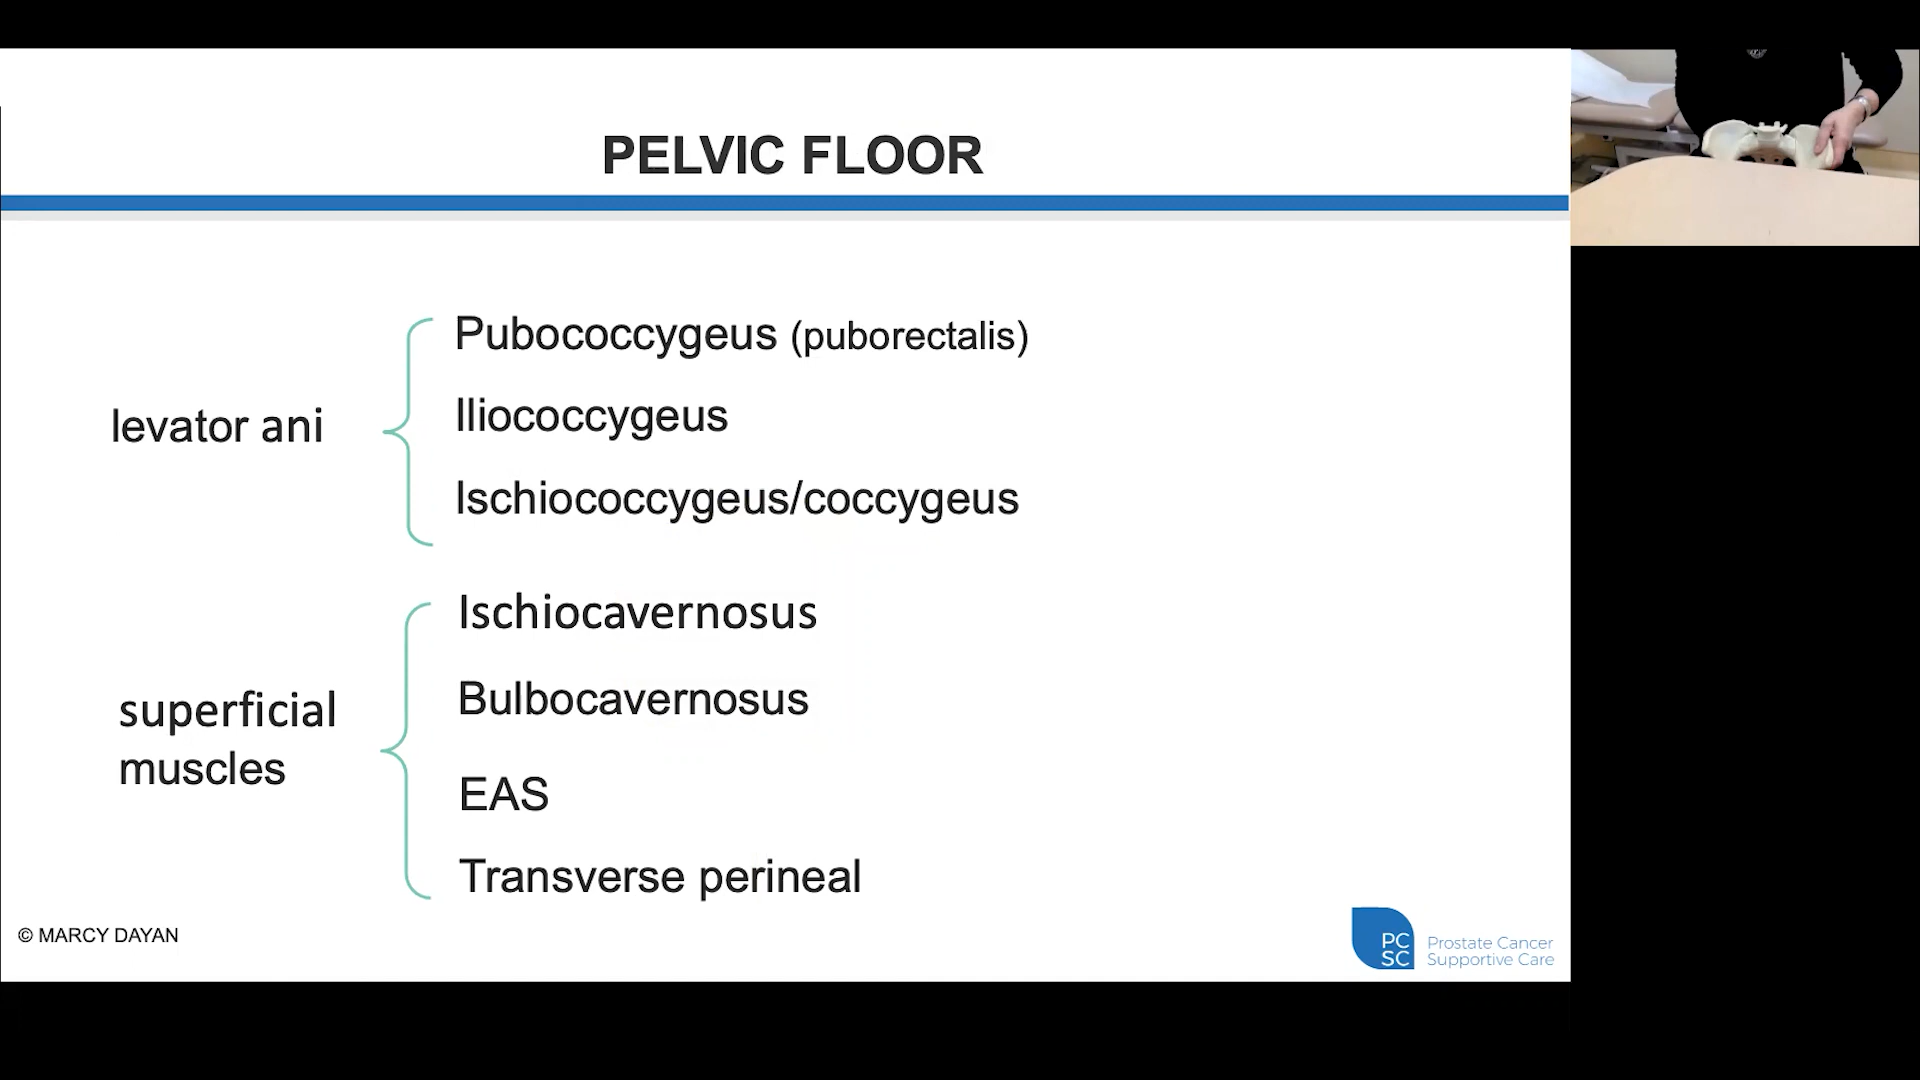 PELVIC FLOOR
levator ani
Pubococcygeus (puborectalis)
Iliococcygeus
Ischiococcygeus/coccygeus
superficial
muscles
Ischiocavernosus
Bulbocavernosus
EAS
Transverse perineal
© MARCY DAYAN
PC
SC
Prostate Cancer
Supportive Care